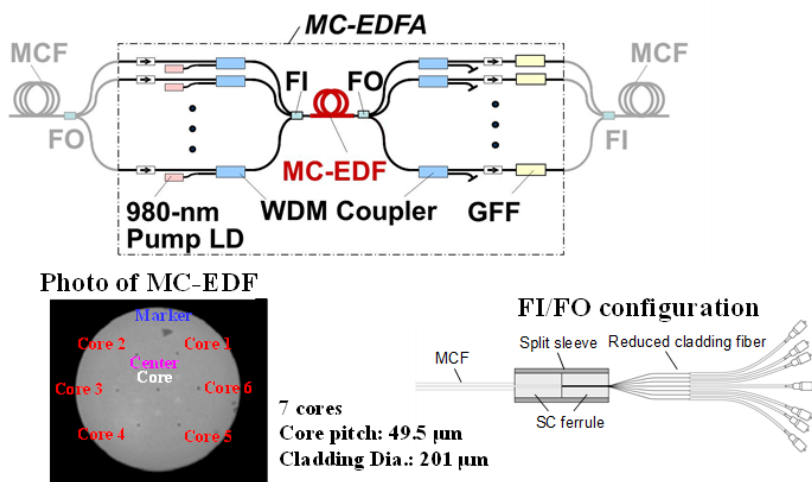 MC-EDFA
MCF
MCF
FI
FO
FO
FI
MC-EDF
980-nm
Pump LD
WDM Coupler
GFF
Photo of MC-EDF
FI/FO configuration
Marker
Core 2
Core 1
Center
Core
Core 3
Core 6
Core 4
Core 5
7 cores
Core pitch: 49.5 µm
Cladding Dia.: 201 µm
Split sleeve
Reduced cladding fiber
MCF
SC ferrule